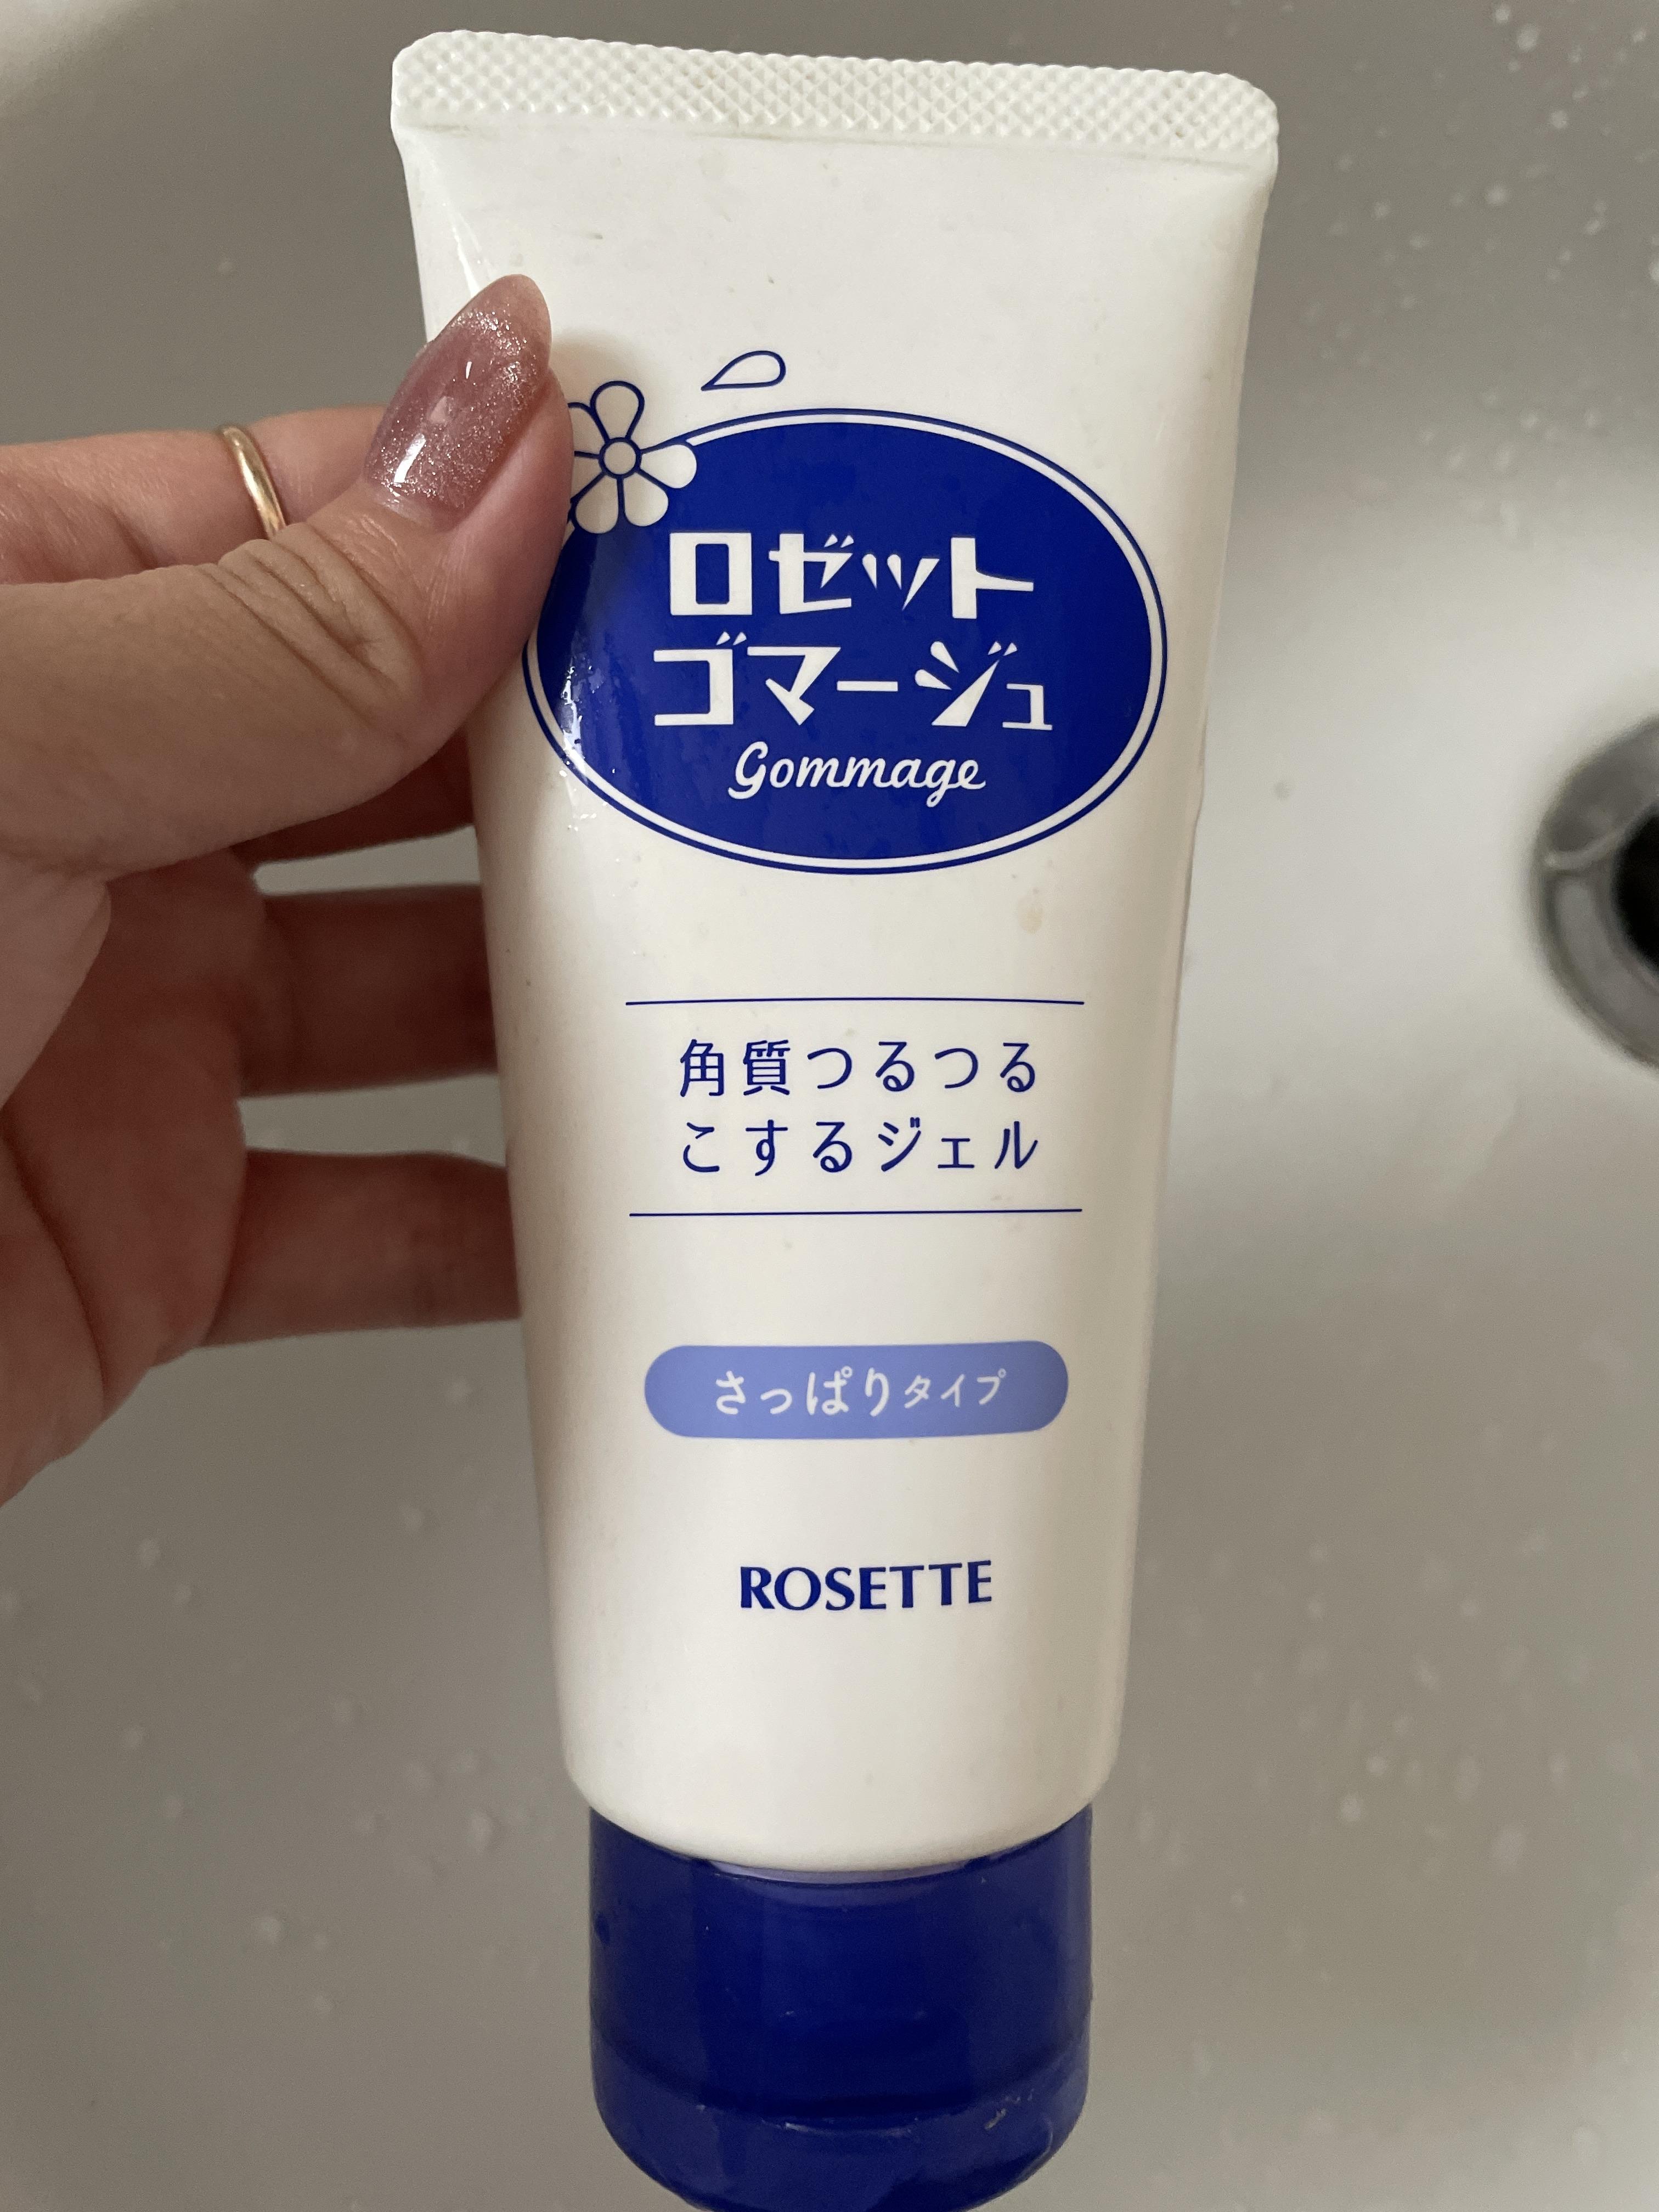 ロゼット
ゴマージュ
Gommage
角質つるつる
こするジェル
さっぱりタイプ
ROSETTE